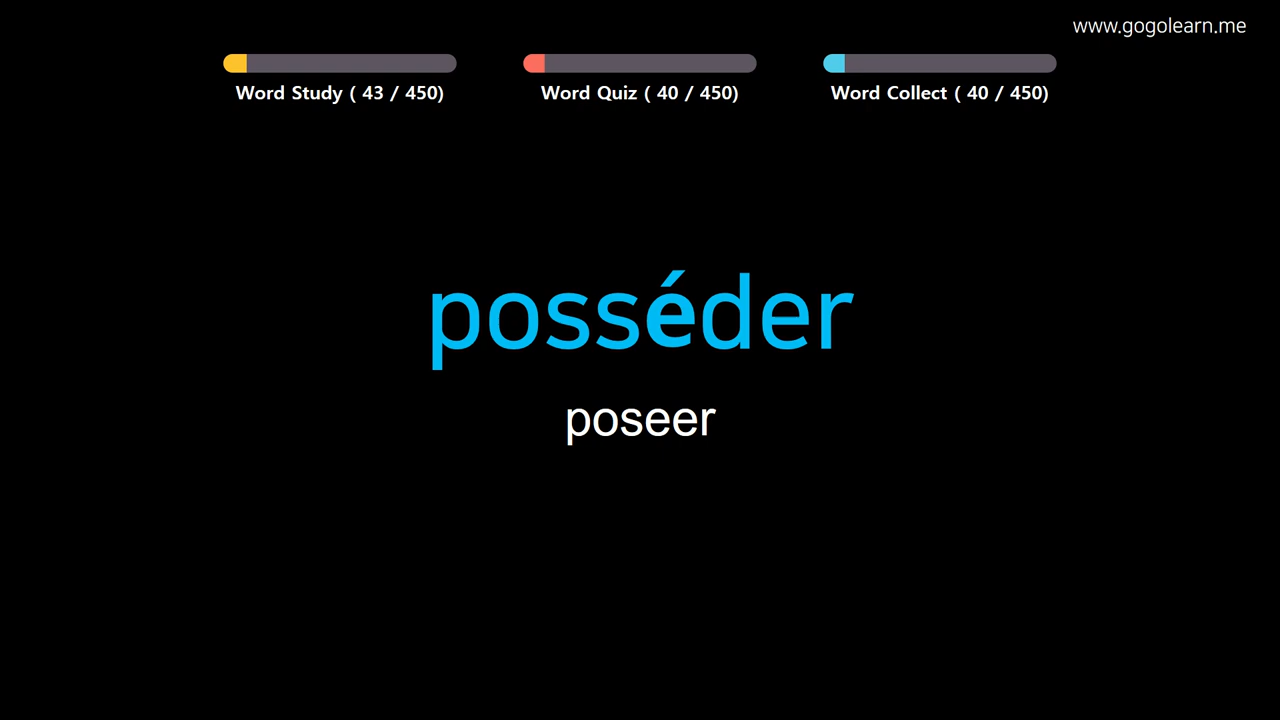 www.gogolearn.me
Word Study ( 43 / 450)
Word Quiz ( 40 / 450)
Word Collect ( 40 / 450)
posséder
poseer